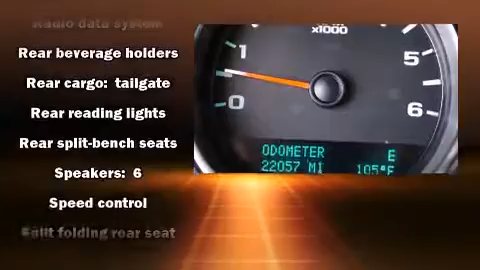 Radio data system
Rear beverage holders
Rear cargo: tailgate
Rear reading lights
Rear split-bench seats
Speakers: 6
Speed control
Split folding rear seat
x1000
1
0
5
6
ODOMETER E
22057 MI 105°F